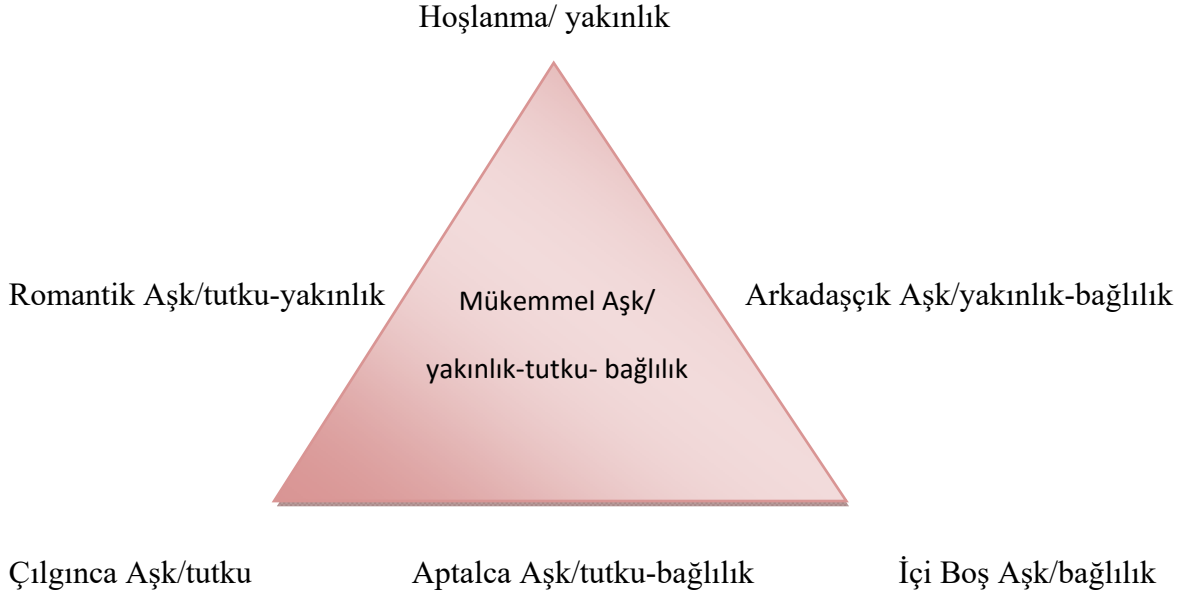 Hoşlanma/ yakınlık
Romantik Aşk/tutku-yakınlık
Mükemmel Aşk/
yakınlık-tutku- bağlılık
Arkadaşçık Aşk/yakınlık-bağlılık
Çılgınca Aşk/tutku
Aptalca Aşk/tutku-bağlılık
İçi Boş Aşk/bağlılık